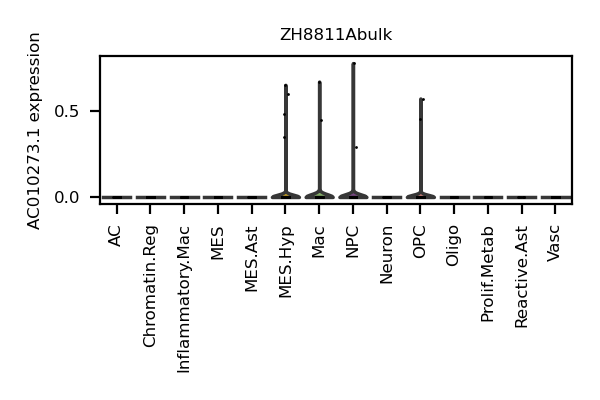 ZH8811Abulk
AC010273.1 expression
0.5
0.0
AC
Chromatin.Reg
Inflammatory.Mac
MES
MES.Ast
MES.Hyp
Mac
NPC
Neuron
OPC
Oligo
Prolif.Metab
Reactive.Ast
Vasc